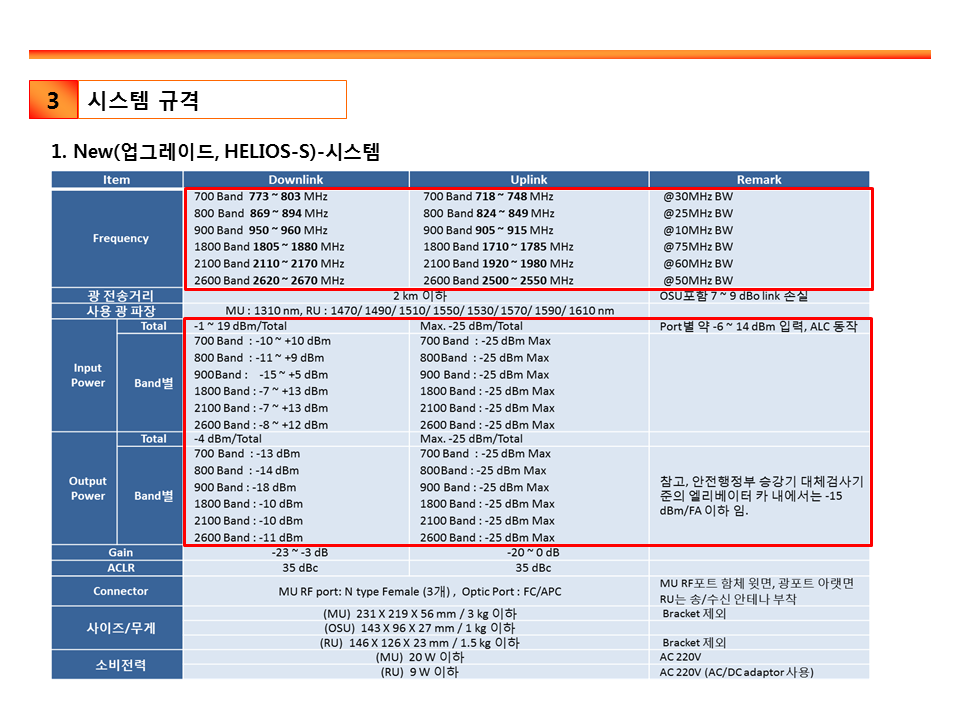 3 시스템 규격
1. New(업그레이드, HELIOS-S)-시스템
Item Downlink Uplink Remark
Frequency
700 Band 773 ~ 803 MHz 700 Band 718 ~ 748 MHz @30MHz BW
800 Band 869 ~ 894 MHz 800 Band 824 ~ 849 MHz @25MHz BW
900 Band 950 ~ 960 MHz 900 Band 905 ~ 915 MHz @10MHz BW
1800 Band 1805 ~ 1880 MHz 1800 Band 1710 ~ 1785 MHz @75MHz BW
2100 Band 2110 ~ 2170 MHz 2100 Band 1920 ~ 1980 MHz @60MHz BW
2600 Band 2620 ~ 2670 MHz 2600 Band 2500 ~ 2550 MHz @50MHz BW
광 전송거리 2 km 이하 OSU포함 7 ~ 9 dBo link 손실
사용 광 파장 MU : 1310 nm, RU : 1470/ 1490/ 1510/ 1550/ 1530/ 1570/ 1590/ 1610 nm
Input Power
Total -1 ~ 19 dBm/Total Max. -25 dBm/Total Port별 약 -6 ~ 14 dBm 입력, ALC 동작
Band별
700 Band : -10 ~ +10 dBm 700 Band : -25 dBm Max
800 Band : -11 ~ +9 dBm 800Band : -25 dBm Max
900Band : -15 ~ +5 dBm 900 Band : -25 dBm Max
1800 Band : -7 ~ +13 dBm 1800 Band : -25 dBm Max
2100 Band : -7 ~ +13 dBm 2100 Band : -25 dBm Max
2600 Band : -8 ~ +12 dBm 2600 Band : -25 dBm Max
Output Power
Total -4 dBm/Total Max. -25 dBm/Total
Band별
700 Band : -13 dBm 700 Band : -25 dBm Max
800 Band : -14 dBm 800Band : -25 dBm Max
900 Band : -18 dBm 900 Band : -25 dBm Max
1800 Band : -10 dBm 1800 Band : -25 dBm Max
2100 Band : -10 dBm 2100 Band : -25 dBm Max
2600 Band : -11 dBm 2600 Band : -25 dBm Max
참고, 안전행정부 승강기 대체검사기
준의 엘리베이터 카 내에서는 -15
dBm/FA 이하 임.
Gain -23 ~ -3 dB -20 ~ 0 dB
ACLR 35 dBc 35 dBc
Connector MU RF port: N type Female (3개) , Optic Port : FC/APC
MU RF포트 함체 윗면, 광포트 아랫면
RU는 송/수신 안테나 부착
사이즈/무게
(MU) 231 X 219 X 56 mm / 3 kg 이하 Bracket 제외
(OSU) 143 X 96 X 27 mm / 1 kg 이하
(RU) 146 X 126 X 23 mm / 1.5 kg 이하 Bracket 제외
소비전력
(MU) 20 W 이하 AC 220V
(RU) 9 W 이하 AC 220V (AC/DC adaptor 사용)